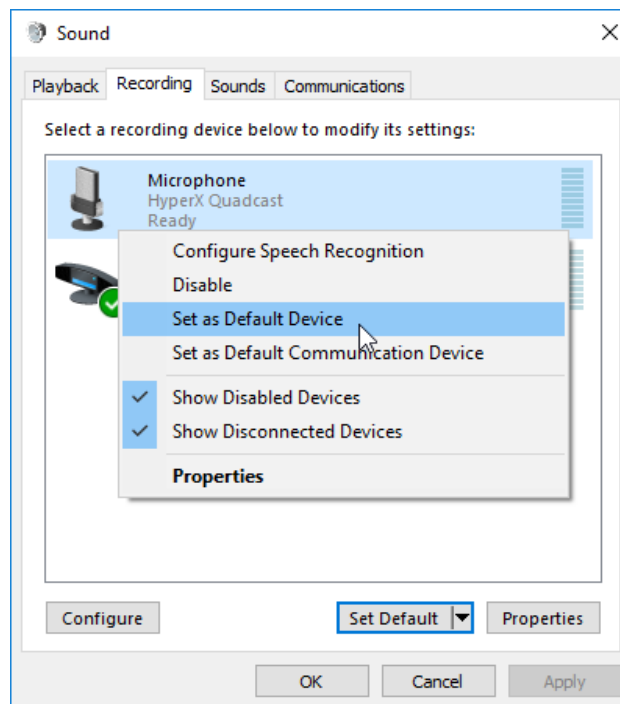 Sound
Playback Recording Sounds Communications
Select a recording device below to modify its settings:
Microphone
HyperX Quadcast
Ready
Configure Speech Recognition
Disable
Set as Default Device
Set as Default Communication Device
Show Disabled Devices
Show Disconnected Devices
Properties
Configure Set Default Properties
OK Cancel Apply